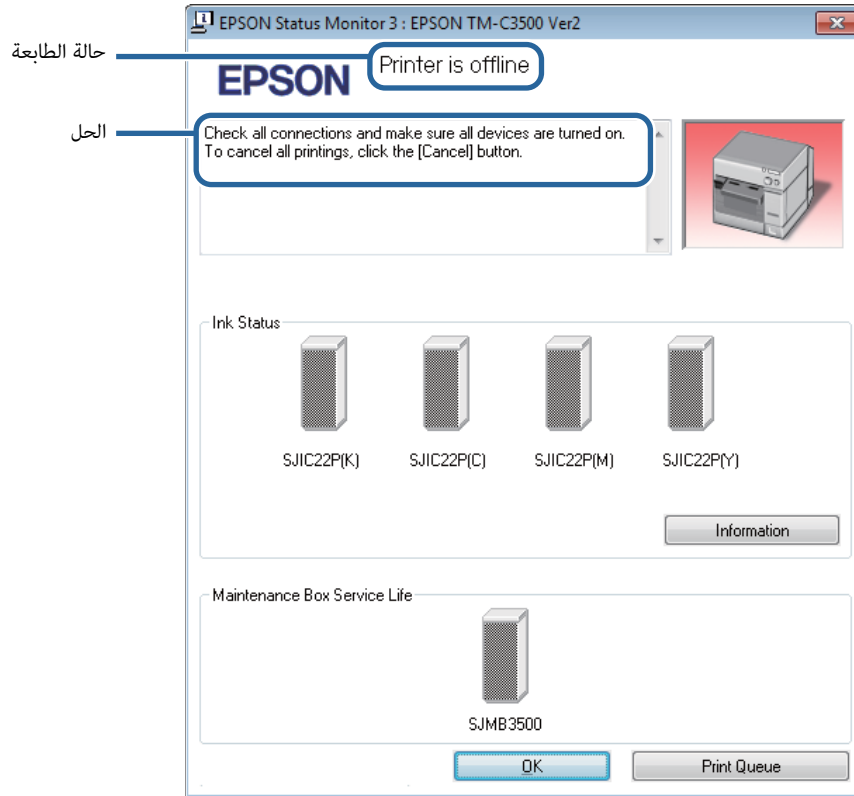 EPSON Status Monitor 3 : EPSON TM-C3500 Ver2
حالة الطابعة
EPSON
Printer is offline
الحل
Check all connections and make sure all devices are turned on.
To cancel all printings, click the [Cancel] button.
Ink Status
SJIC22P(K)
SJIC22P(C)
SJIC22P(M)
SJIC22P(Y)
Information
Maintenance Box Service Life
SJMB3500
OK
Print Queue